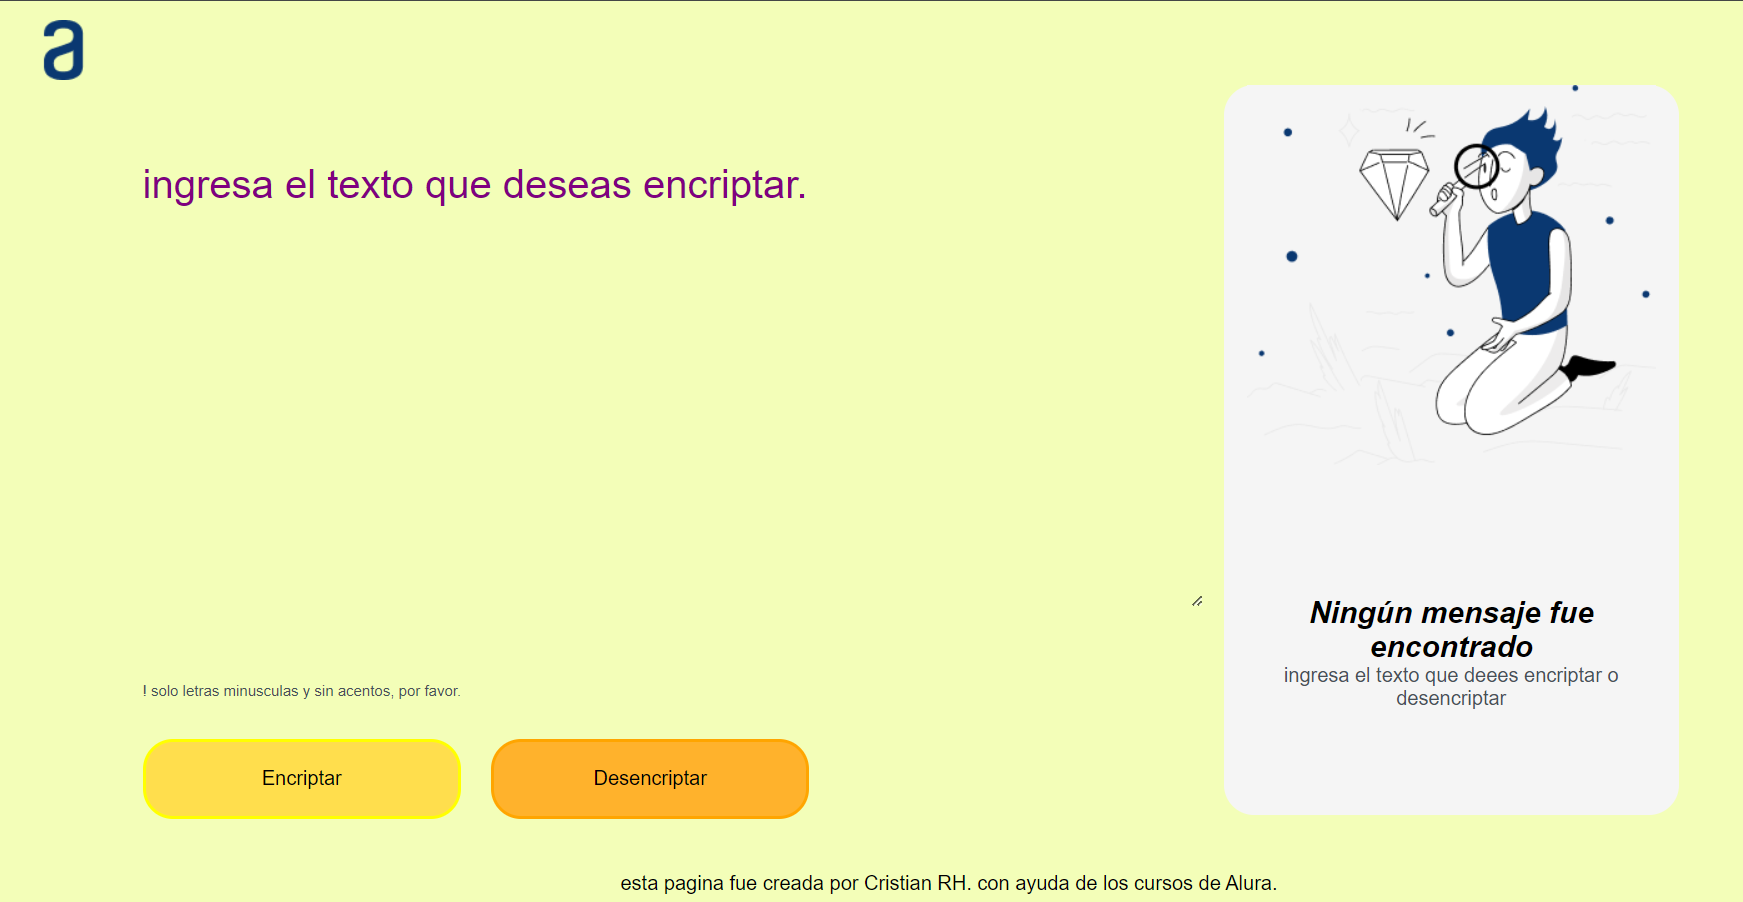 a
ingresa el texto que deseas encriptar.
! solo letras minusculas y sin acentos, por favor.
Encriptar
Desencriptar
Ningún mensaje fue
encontrado
ingresa el texto que deees encriptar o
desencriptar
esta pagina fue creada por Cristian RH. con ayuda de los cursos de Alura.